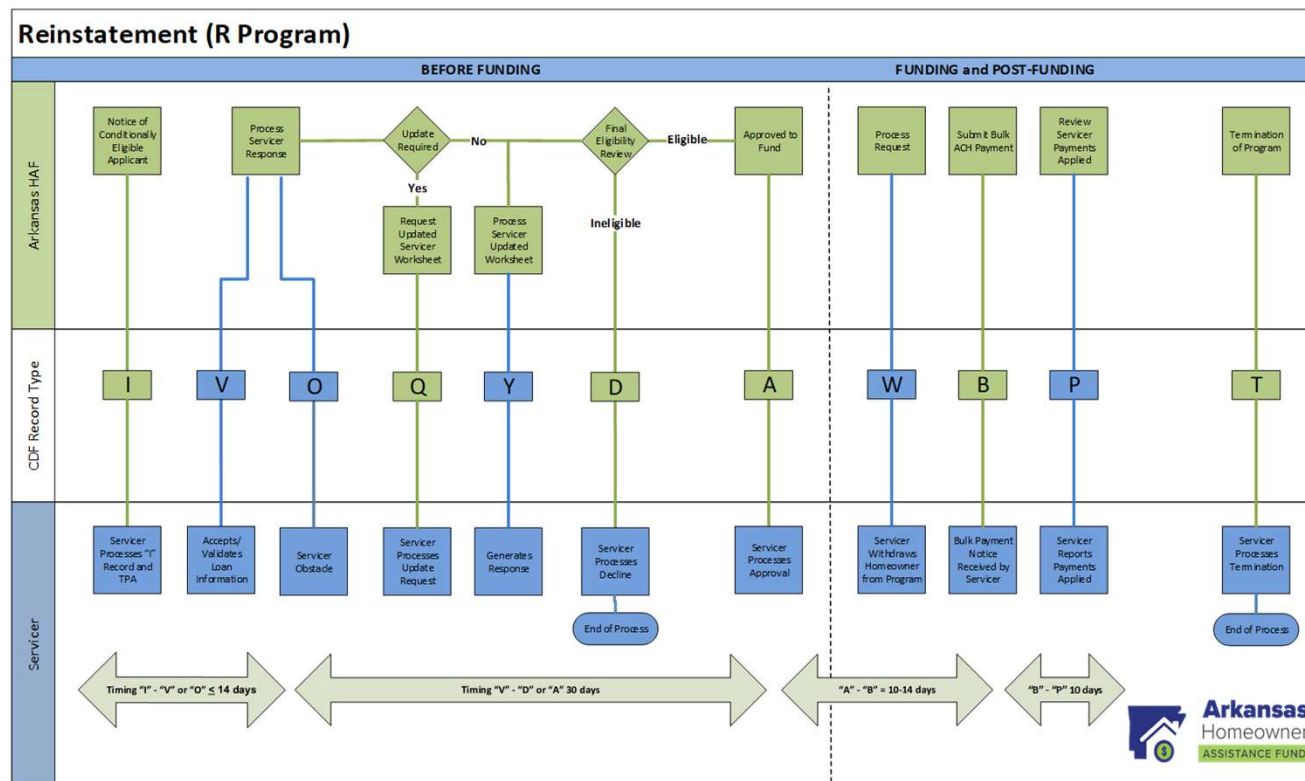 Reinstatement (R Program)
BEFORE FUNDING
FUNDING and POST-FUNDING
Arkansas HAF
Notice of
Conditionally
Eligible
Applicant
Process
Servicer
Response
Update
Required
No
Yes
Request
Updated
Servicer
Worksheet
Process
Servicer
Updated
Worksheet
Final
Eligibility
Review
Eligible
Ineligible
Approved to
Fund
Process
Request
Submit Bulk
ACH Payment
Review
Servicer
Payments
Applied
Termination
of Program
CDF Record Type
I
V
O
Q
Y
D
A
W
B
P
T
Servicer
Servicer
Processes "I"
Record and
TPA
Accepts/
Validates
Loan
Information
Servicer
Obstacle
Servicer
Processes
Update
Request
Generates
Response
Servicer
Processes
Decline
End of Process
Servicer
Processes
Approval
Servicer
Withdraws
Homeowner
from Program
Bulk Payment
Notice
Received by
Servicer
Servicer
Reports
Payments
Applied
Servicer
Processes
Termination
End of Process
Timing "I" - "V" or "O" ≤ 14 days
Timing "V" - "D" or "A" 30 days
"A" - "B" = 10-14 days
"B" - "P" 10 days
Arkansas
Homeowner
ASSISTANCE FUND